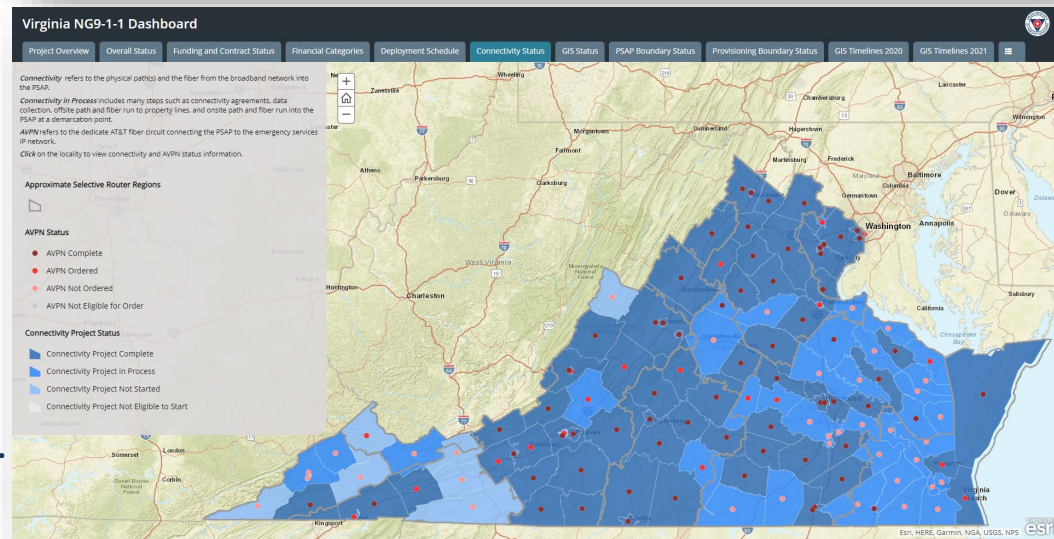 Virginia NG9-1-1 Dashboard
Project Overview
Overall Status
Funding and Contract Status
Financial Categories
Deployment Schedule
Connectivity Status
GIS Status
PSAP Boundary Status
Provisioning Boundary Status
GIS Timelines 2020
GIS Timelines 2021
Connectivity refers to the physical path(s) and the fiber from the broadband network into
the PSAP.
Connectivity in Process includes many steps such as connectivity agreements, data
collection, offsite path and fiber run to property lines, and onsite path and fiber run into the
PSAP at a demarcation point.
AVPN refers to the dedicate AT&T fiber circuit connecting the PSAP to the emergency services
IP network.
Click on the locality to view connectivity and AVPN status information.
Approximate Selective Router Regions
AVPN Status
AVPN Complete
AVPN Ordered
AVPN Not Ordered
AVPN Not Eligible for Order
Connectivity Project Status
Connectivity Project Complete
Connectivity Project in Process
Connectivity Project Not Started
Connectivity Project Not Eligible to Start
+
−
Wheeling
Zanesville
Lancaster
Chambersburg
Wilmington
Morgantown
Cumberland
Hagerstown
Fairmont
Martinsburg
Frederick
Athens
Parkersburg
Clarksburg
Maryland
Baltimore
Columbia
Germantown
Dover
Delaware
Washington
Annapolis
West Virginia
Monongahela
National
Forest
Huntington
Charleston
Salisbury
California
Chesapeake
Bay
Somerset
London
Daniel Boone
National
Forest
Corbin
Kingsport
Esri, HERE, Garmin, NGA, USGS, NPS
esri